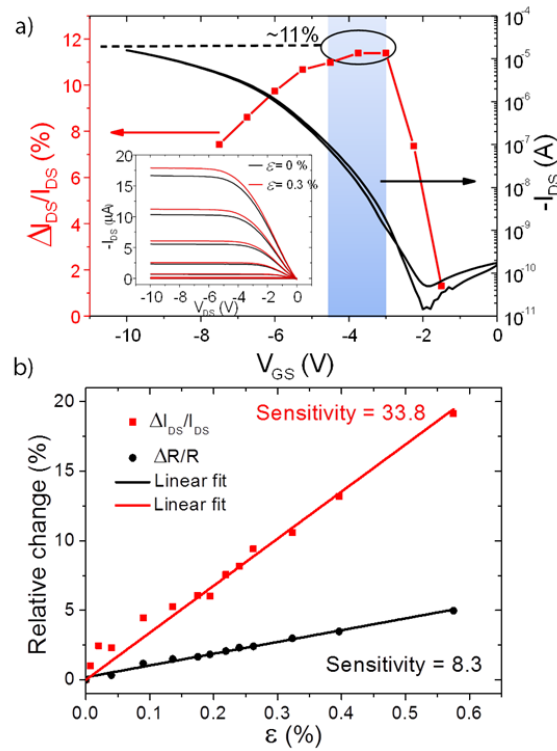 a)
12
10
8
6
4
2
0
ΔI_DS/I_DS (%)
~11%
10^-4
10^-5
10^-6
10^-7
10^-8
10^-9
10^-10
10^-11
-I_DS (A)
ε= 0 %
ε= 0.3 %
20
15
10
5
0
-I_DS (μA)
-10 -8 -6 -4 -2 0
V_DS (V)
-10 -8 -6 -4 -2 0
V_GS (V)
b)
20
15
10
5
0
Relative change (%)
ΔI_DS/I_DS
ΔR/R
Linear fit
Linear fit
Sensitivity = 33.8
Sensitivity = 8.3
0.0 0.1 0.2 0.3 0.4 0.5 0.6
ε (%)